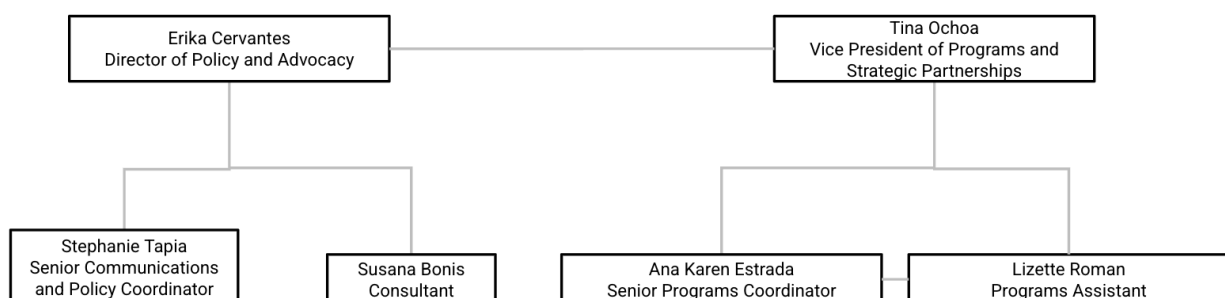 Erika Cervantes
Director of Policy and Advocacy
Tina Ochoa
Vice President of Programs and
Strategic Partnerships
Stephanie Tapia
Senior Communications
and Policy Coordinator
Susana Bonis
Consultant
Ana Karen Estrada
Senior Programs Coordinator
Lizette Roman
Programs Assistant